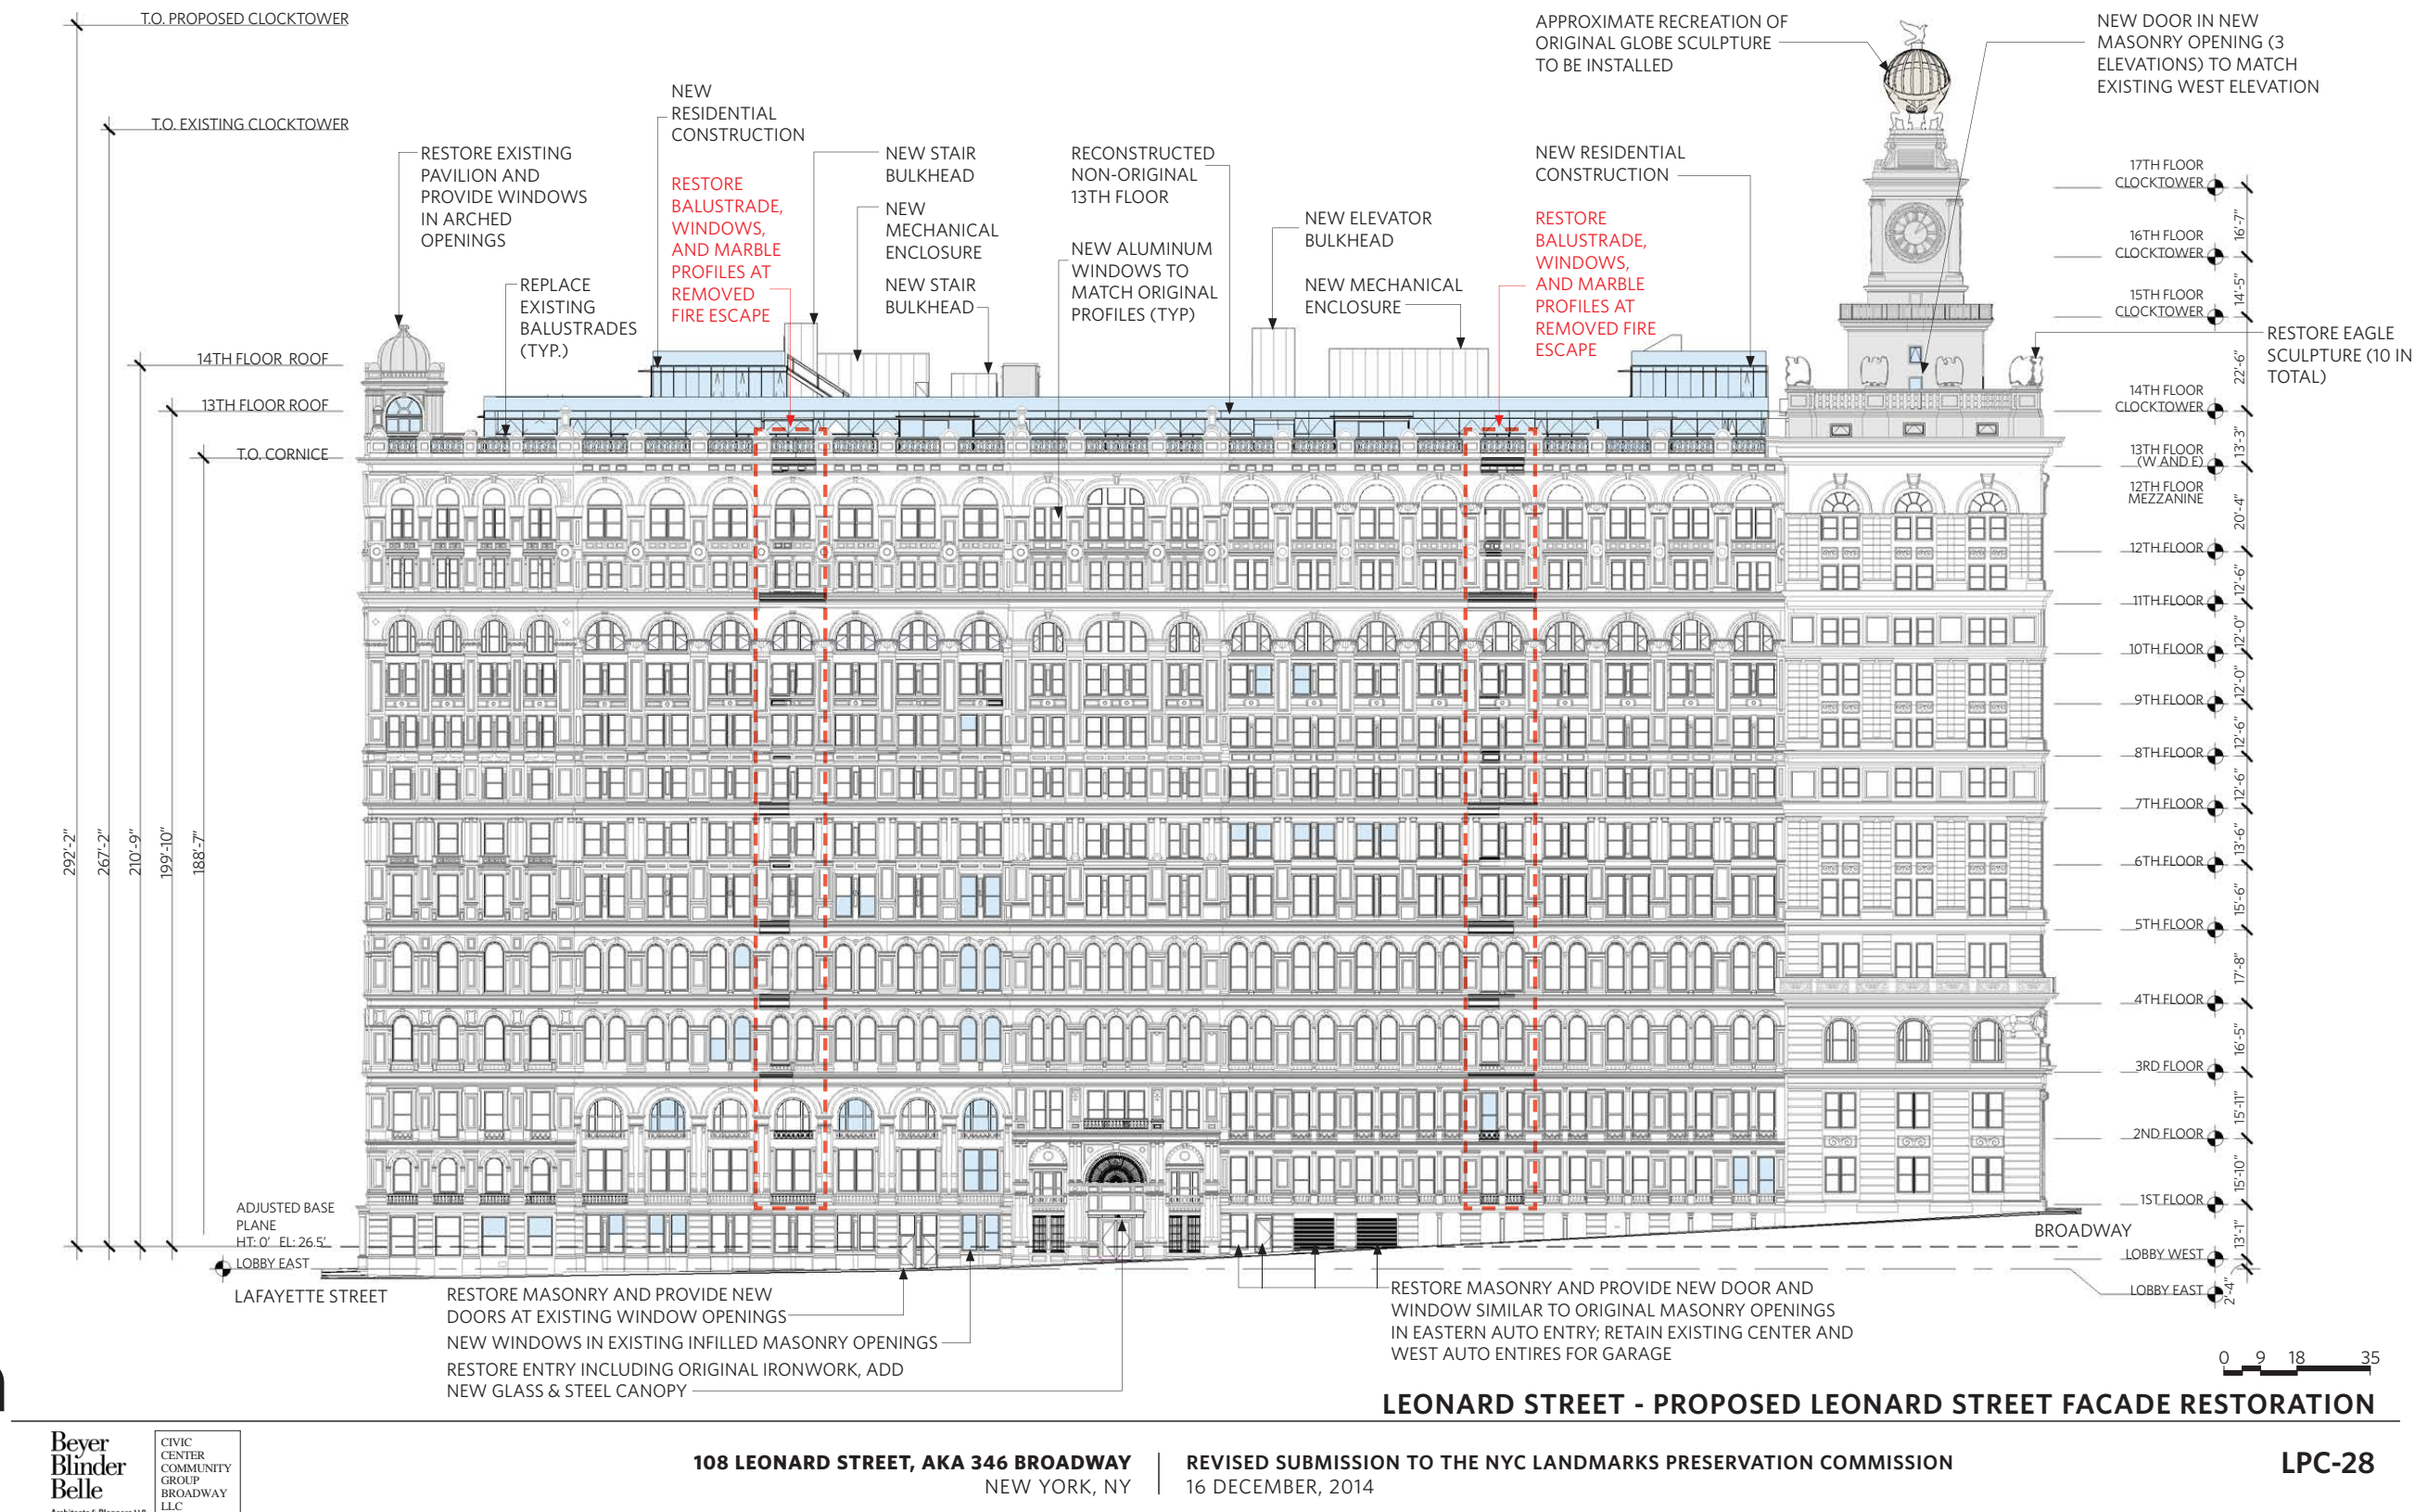 T.O. PROPOSED CLOCKTOWER
T.O. EXISTING CLOCKTOWER
14TH FLOOR ROOF
13TH FLOOR ROOF
T.O. CORNICE
292'-2"
267'-2"
210'-9"
199'-10"
188'-7"
ADJUSTED BASE
PLANE
HT: 0' EL: 26.5'
LOBBY EAST
LAFAYETTE STREET
RESTORE EXISTING
PAVILION AND
PROVIDE WINDOWS
IN ARCHED
OPENINGS
REPLACE
EXISTING
BALUSTRADES
(TYP.)
NEW
RESIDENTIAL
CONSTRUCTION
RESTORE
BALUSTRADE,
WINDOWS,
AND MARBLE
PROFILES AT
REMOVED
FIRE ESCAPE
NEW STAIR
BULKHEAD
NEW
MECHANICAL
ENCLOSURE
NEW STAIR
BULKHEAD
RECONSTRUCTED
NON-ORIGINAL
13TH FLOOR
NEW ALUMINUM
WINDOWS TO
MATCH ORIGINAL
PROFILES (TYP)
NEW ELEVATOR
BULKHEAD
NEW MECHANICAL
ENCLOSURE
APPROXIMATE RECREATION OF
ORIGINAL GLOBE SCULPTURE
TO BE INSTALLED
NEW RESIDENTIAL
CONSTRUCTION
RESTORE
BALUSTRADE,
WINDOWS,
AND MARBLE
PROFILES AT
REMOVED FIRE
ESCAPE
NEW DOOR IN NEW
MASONRY OPENING (3
ELEVATIONS) TO MATCH
EXISTING WEST ELEVATION
RESTORE EAGLE
SCULPTURE (10 IN
TOTAL)
17TH FLOOR
CLOCKTOWER
16'-7"
16TH FLOOR
CLOCKTOWER
14'-5"
15TH FLOOR
CLOCKTOWER
22'-6"
14TH FLOOR
CLOCKTOWER
13'-3"
13TH FLOOR
(W AND E)
12TH FLOOR
MEZZANINE
20'-4"
12TH FLOOR
12'-6"
11TH FLOOR
12'-0"
10TH FLOOR
12'-0"
9TH FLOOR
12'-6"
8TH FLOOR
12'-6"
7TH FLOOR
13'-6"
6TH FLOOR
15'-6"
5TH FLOOR
17'-8"
4TH FLOOR
16'-5"
3RD FLOOR
15'-11"
2ND FLOOR
15'-10"
1ST FLOOR
BROADWAY
13'-1"
LOBBY WEST
LOBBY EAST
2'-4"
RESTORE MASONRY AND PROVIDE NEW
DOORS AT EXISTING WINDOW OPENINGS
NEW WINDOWS IN EXISTING INFILLED MASONRY OPENINGS
RESTORE ENTRY INCLUDING ORIGINAL IRONWORK, ADD
NEW GLASS & STEEL CANOPY
RESTORE MASONRY AND PROVIDE NEW DOOR AND
WINDOW SIMILAR TO ORIGINAL MASONRY OPENINGS
IN EASTERN AUTO ENTRY; RETAIN EXISTING CENTER AND
WEST AUTO ENTIRES FOR GARAGE
0 9 18 35
LEONARD STREET - PROPOSED LEONARD STREET FACADE RESTORATION
Beyer
Blinder
Belle
CIVIC
CENTER
COMMUNITY
GROUP
BROADWAY
LLC
108 LEONARD STREET, AKA 346 BROADWAY
NEW YORK, NY
REVISED SUBMISSION TO THE NYC LANDMARKS PRESERVATION COMMISSION
16 DECEMBER, 2014
LPC-28